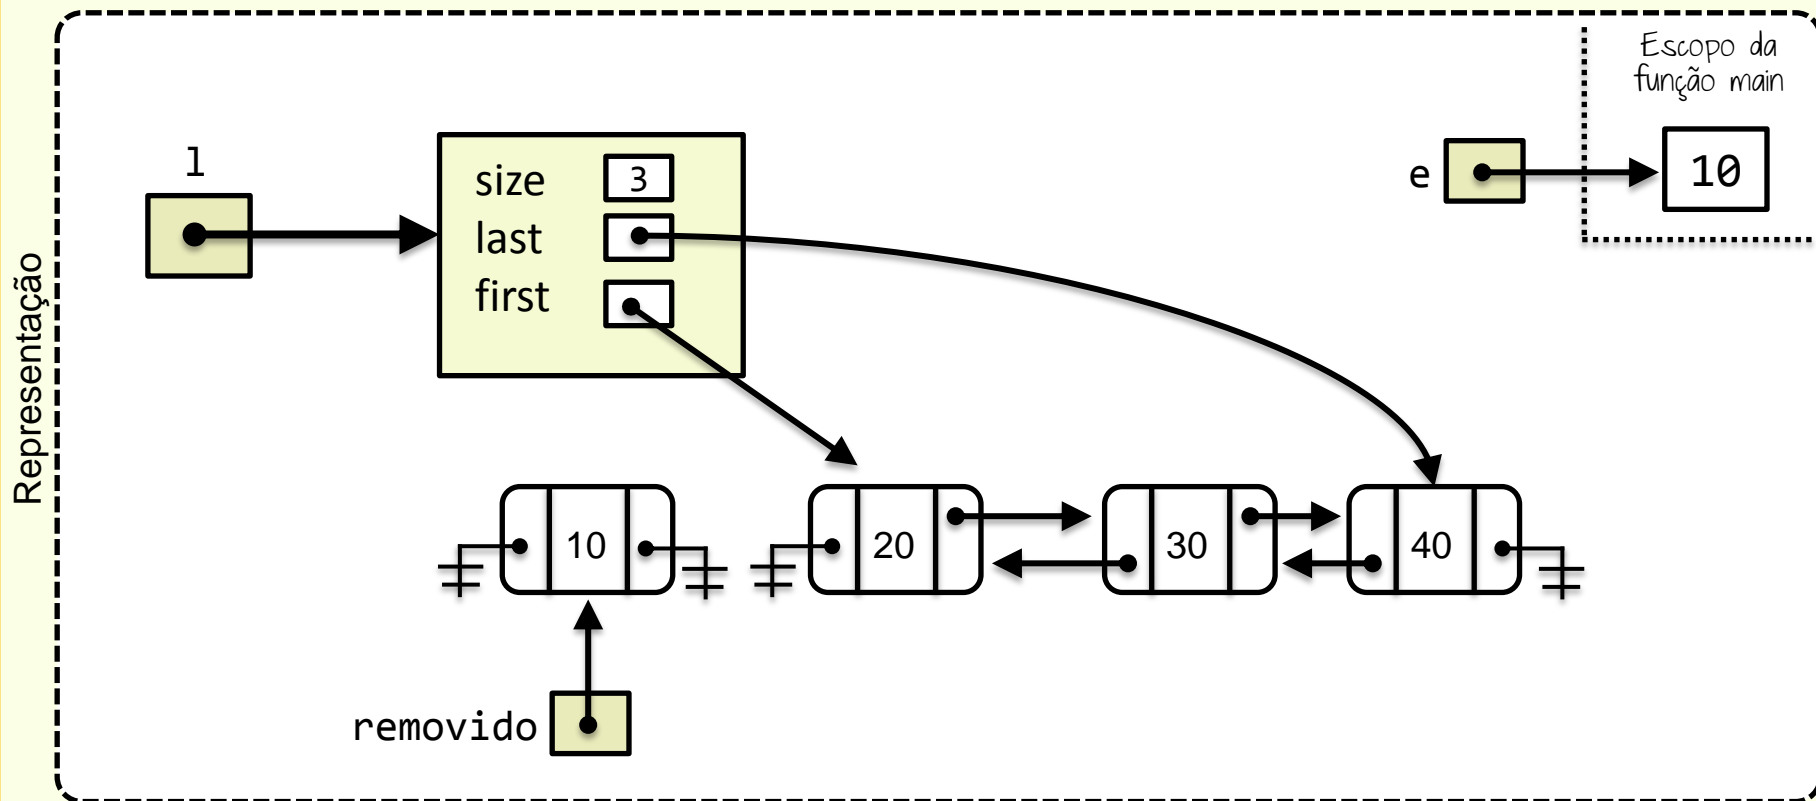 Representação
Escopo da
função main
l
size 3
last
first
e
10
10
20
30
40
removido